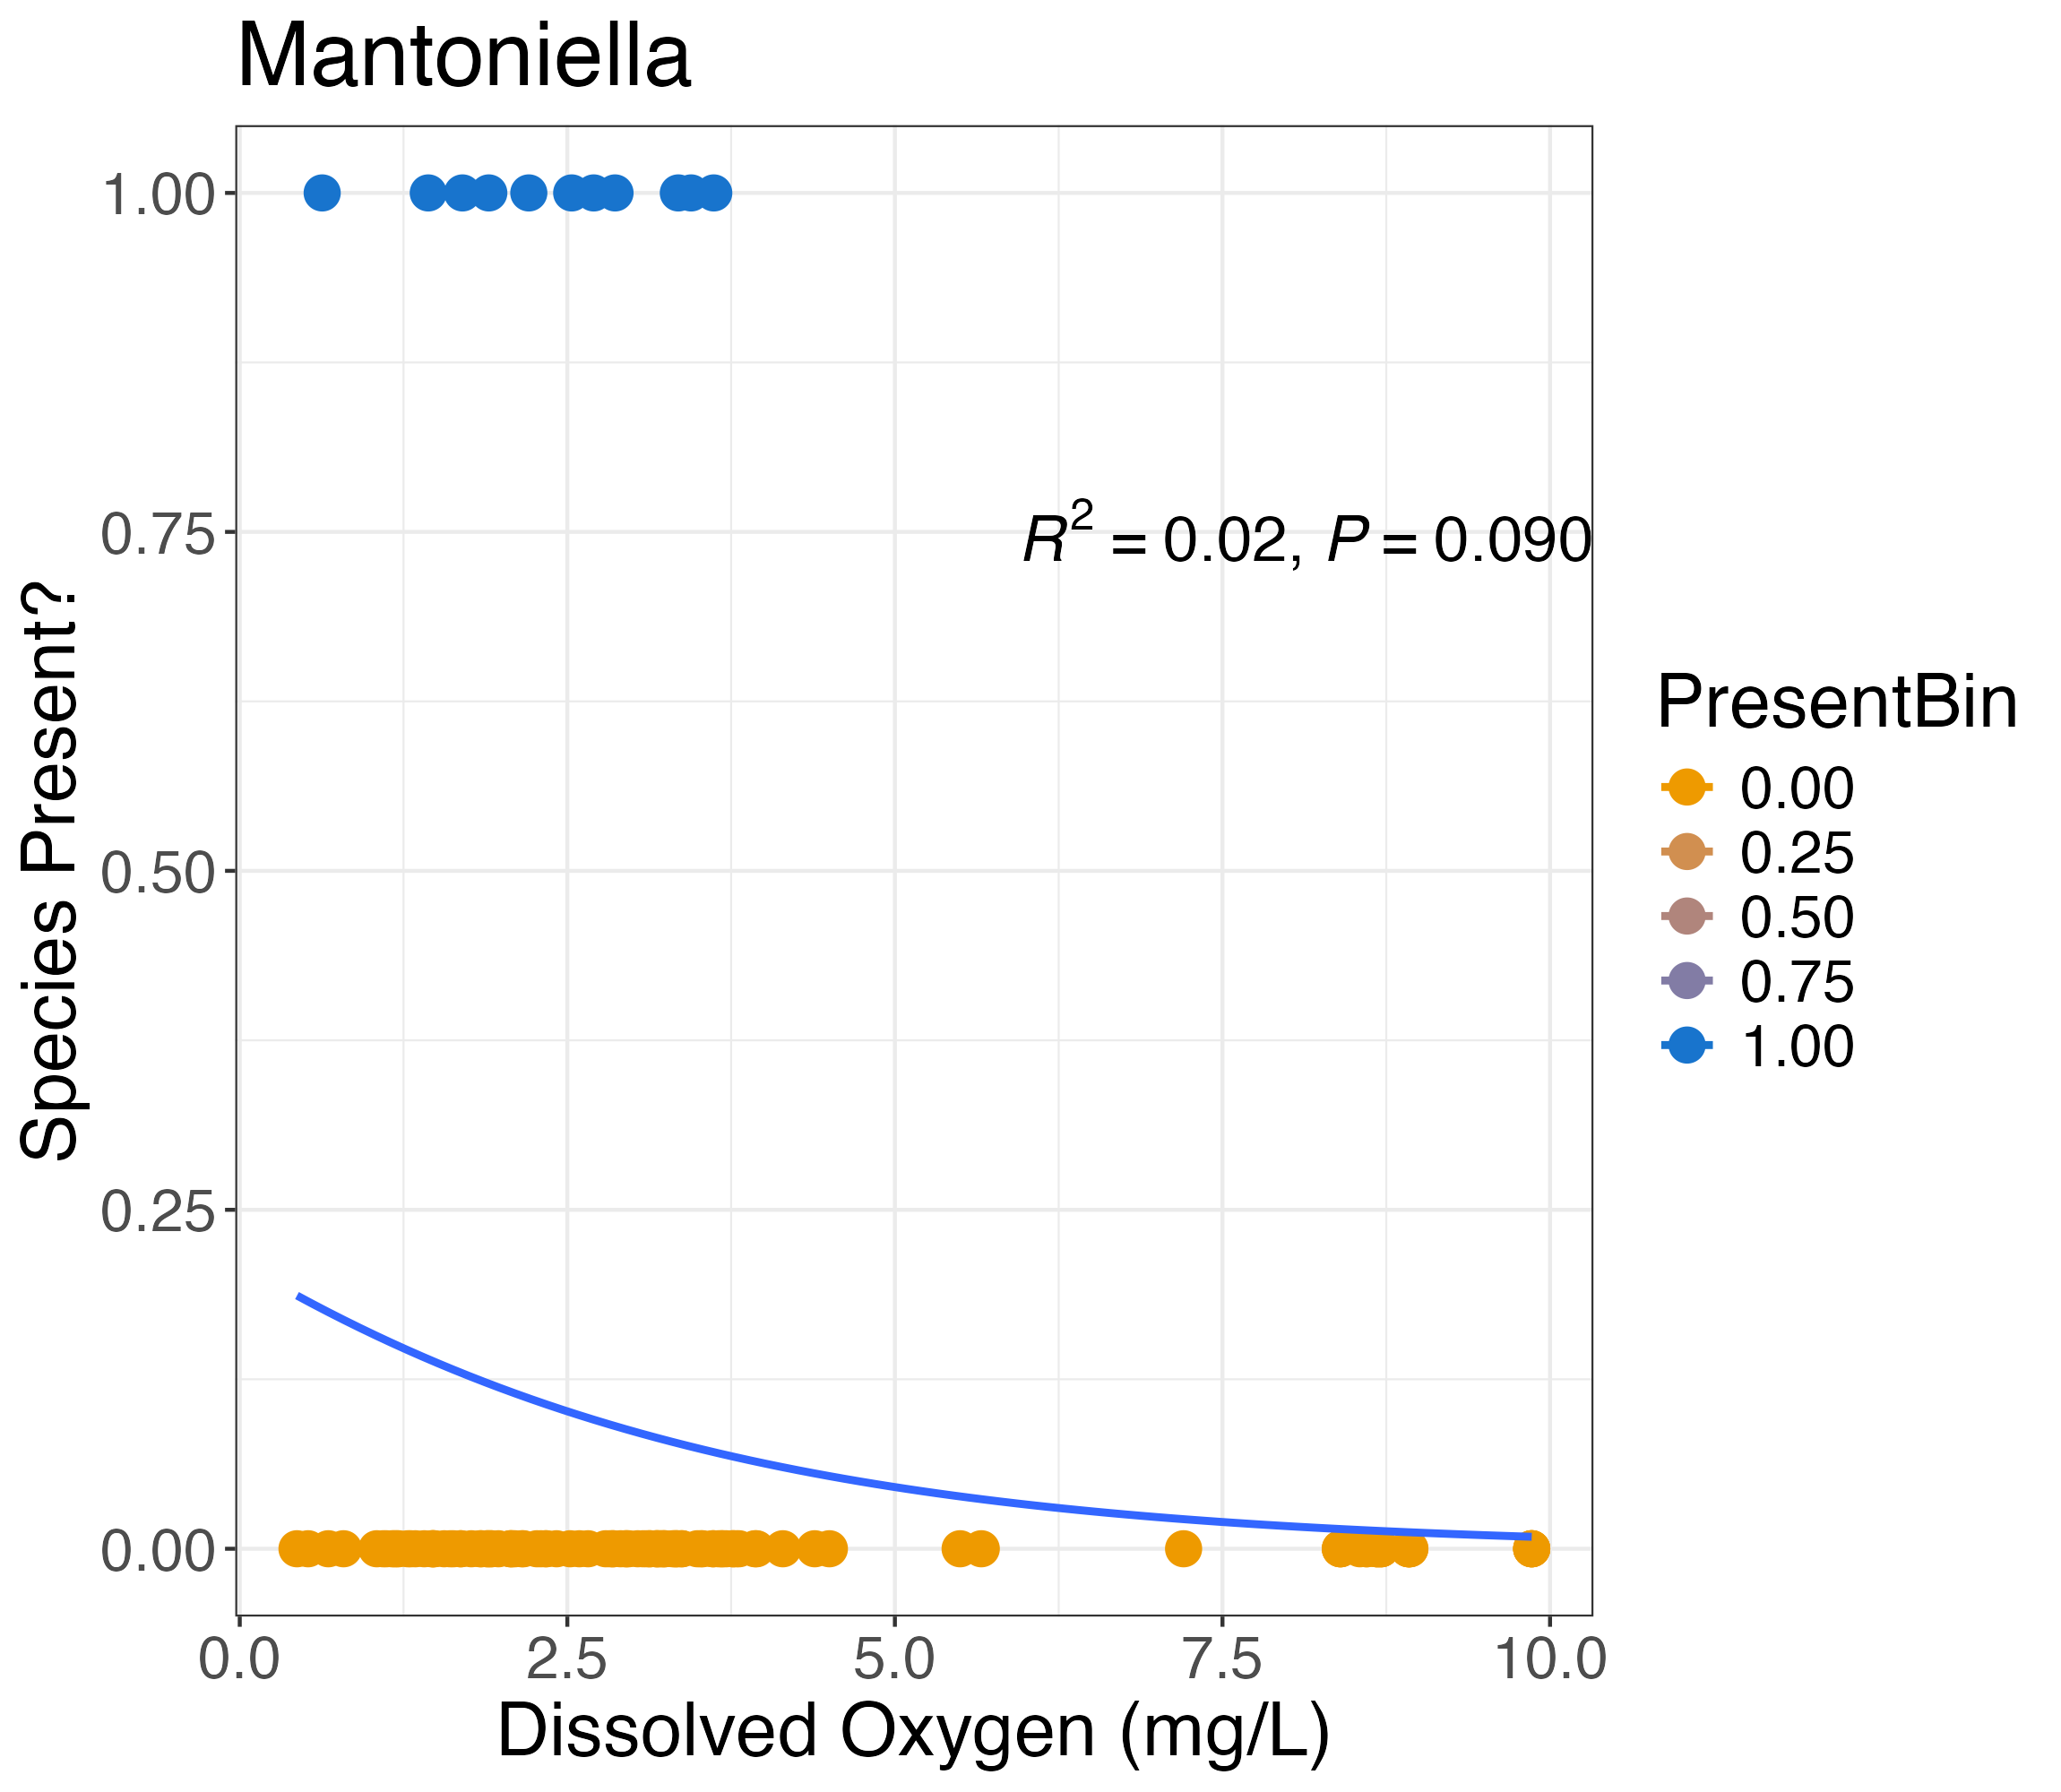 Mantoniella
1.00
0.75
0.50
0.25
0.00
Species Present?
R² = 0.02, P = 0.090
0.0 2.5 5.0 7.5 10.0
Dissolved Oxygen (mg/L)
PresentBin
0.00
0.25
0.50
0.75
1.00